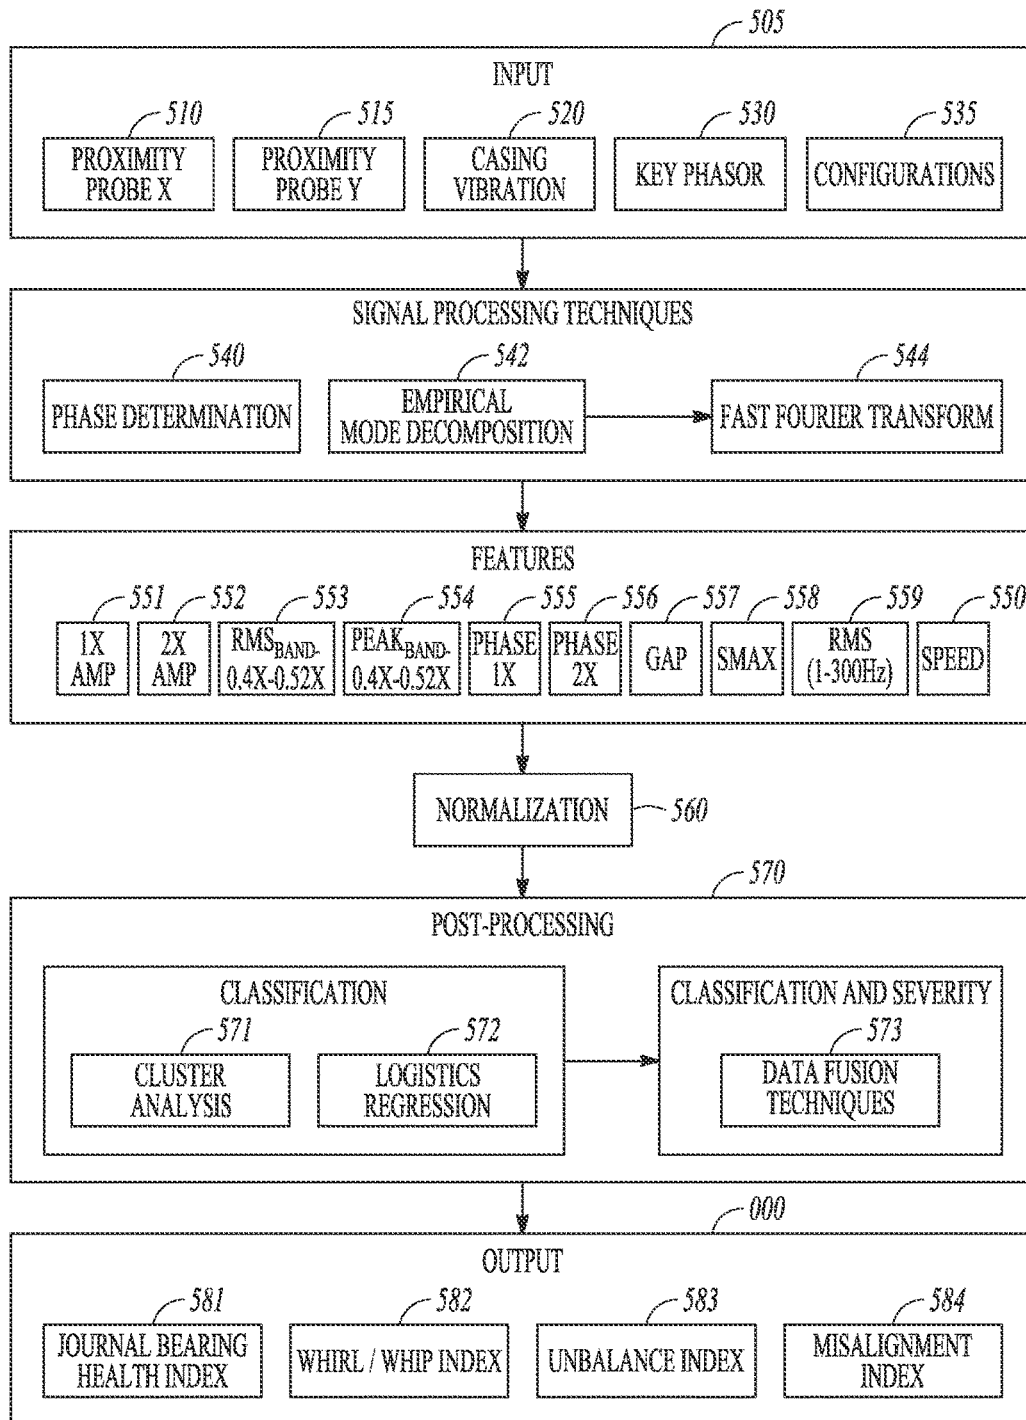 505
INPUT
510
515
520
530
535
PROXIMITY
PROBE X
PROXIMITY
PROBE Y
CASING
VIBRATION
KEY PHASOR
CONFIGURATIONS
SIGNAL PROCESSING TECHNIQUES
540
542
544
PHASE DETERMINATION
EMPIRICAL
MODE DECOMPOSITION
FAST FOURIER TRANSFORM
FEATURES
551
552
553
554
555
556
557
558
559
550
1X
AMP
2X
AMP
RMS BAND-
0.4X-0.52X
PEAK BAND-
0.4X-0.52X
PHASE
1X
PHASE
2X
GAP
SMAX
RMS
(1-300Hz)
SPEED
NORMALIZATION
560
570
POST-PROCESSING
CLASSIFICATION
571
572
CLUSTER
ANALYSIS
LOGISTICS
REGRESSION
CLASSIFICATION AND SEVERITY
573
DATA FUSION
TECHNIQUES
000
OUTPUT
581
582
583
584
JOURNAL BEARING
HEALTH INDEX
WHIRL / WHIP INDEX
UNBALANCE INDEX
MISALIGNMENT
INDEX